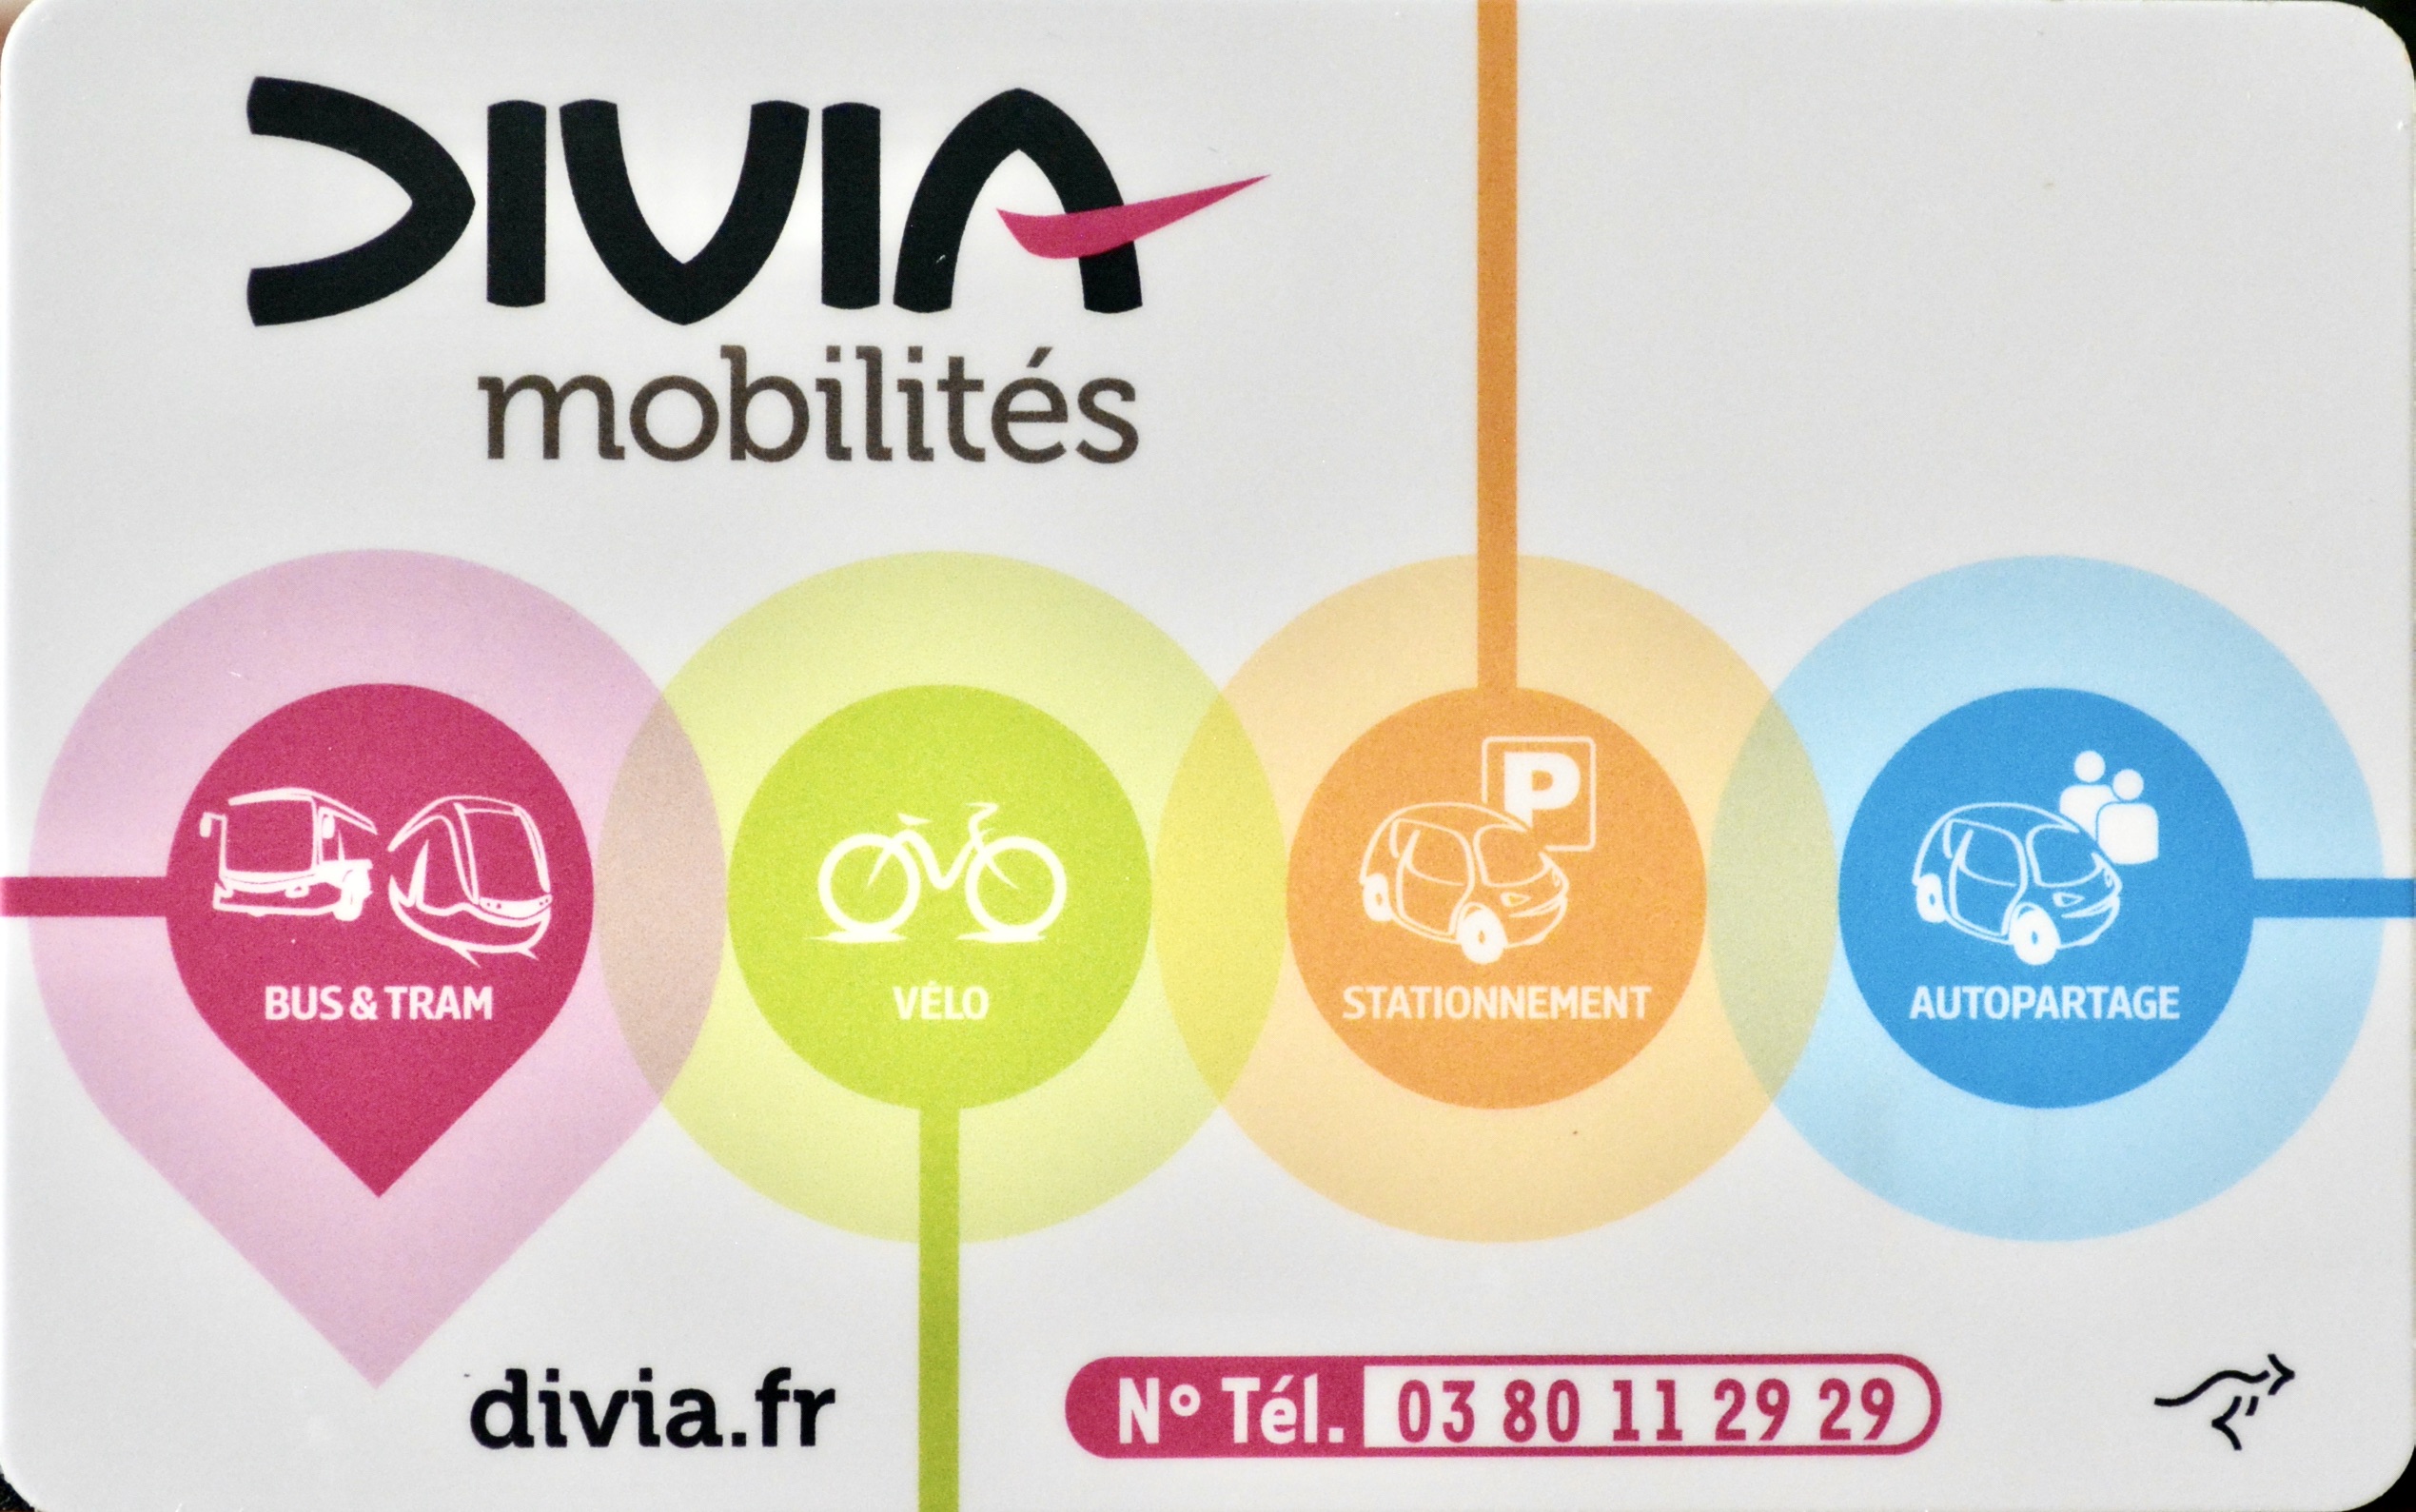 DIVIA
mobilités
BUS & TRAM
VÉLO
STATIONNEMENT
P
AUTOPARTAGE
divia.fr
N° Tél. 03 80 11 29 29